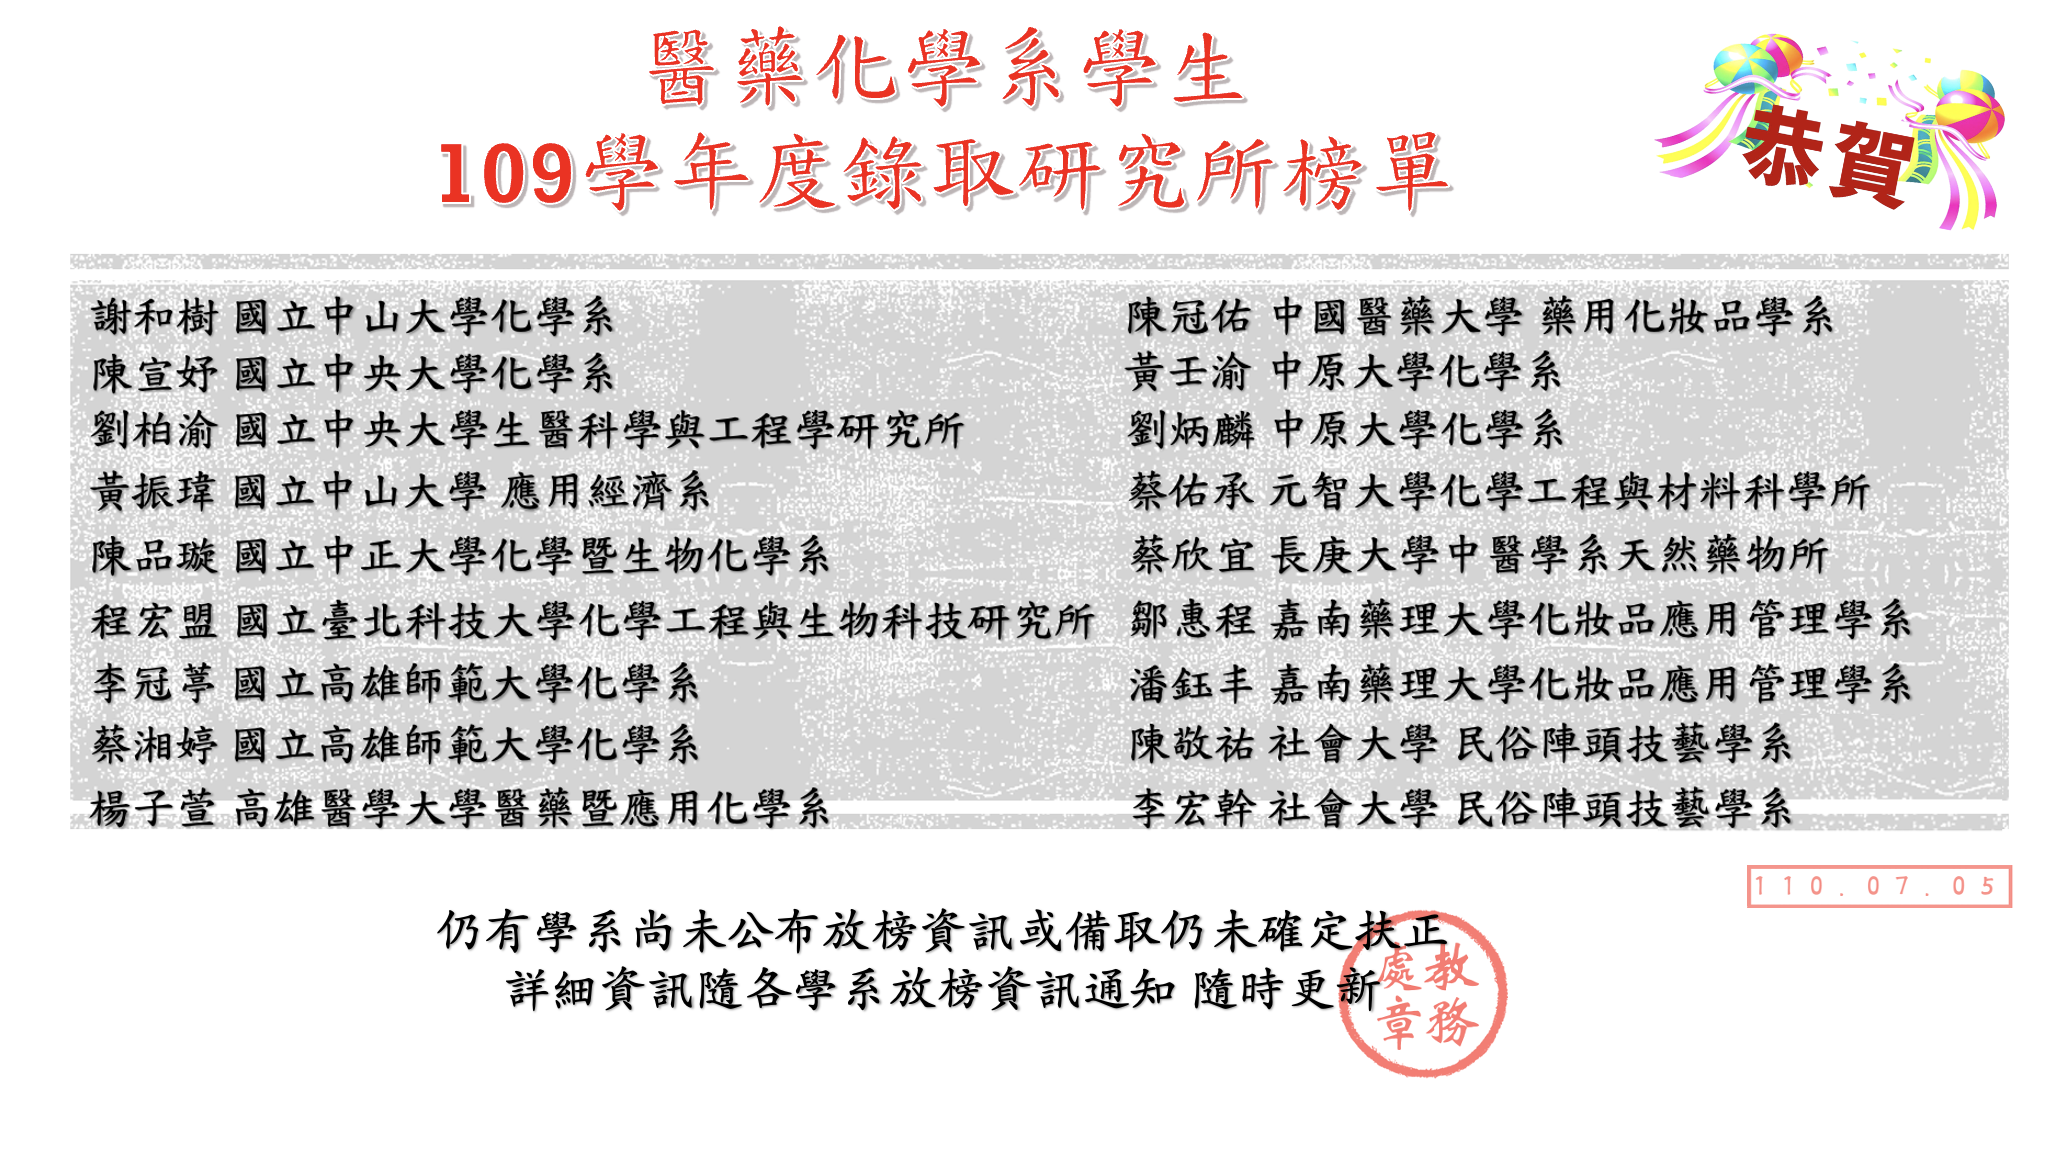 醫藥化學系學生
109學年度錄取研究所榜單
恭賀
謝和樹 國立中山大學化學系
陳宣妤 國立中央大學化學系
劉柏渝 國立中央大學生醫科學與工程學研究所
黃振瑋 國立中山大學 應用經濟系
陳品璇 國立中正大學化學暨生物化學系
程宏盟 國立臺北科技大學化學工程與生物科技研究所
李冠葶 國立高雄師範大學化學系
蔡湘婷 國立高雄師範大學化學系
楊子萱 高雄醫學大學醫藥暨應用化學系
陳冠佑 中國醫藥大學 藥用化妝品學系
黃壬渝 中原大學化學系
劉炳麟 中原大學化學系
蔡佑承 元智大學化學工程與材料科學所
蔡欣宜 長庚大學中醫學系天然藥物所
鄒惠程 嘉南藥理大學化妝品應用管理學系
潘鈺丰 嘉南藥理大學化妝品應用管理學系
陳敬祐 社會大學 民俗陣頭技藝學系
李宏幹 社會大學 民俗陣頭技藝學系
110.07.05
仍有學系尚未公布放榜資訊或備取仍未確定扶正
詳細資訊隨各學系放榜資訊通知 隨時更新
教務
處章